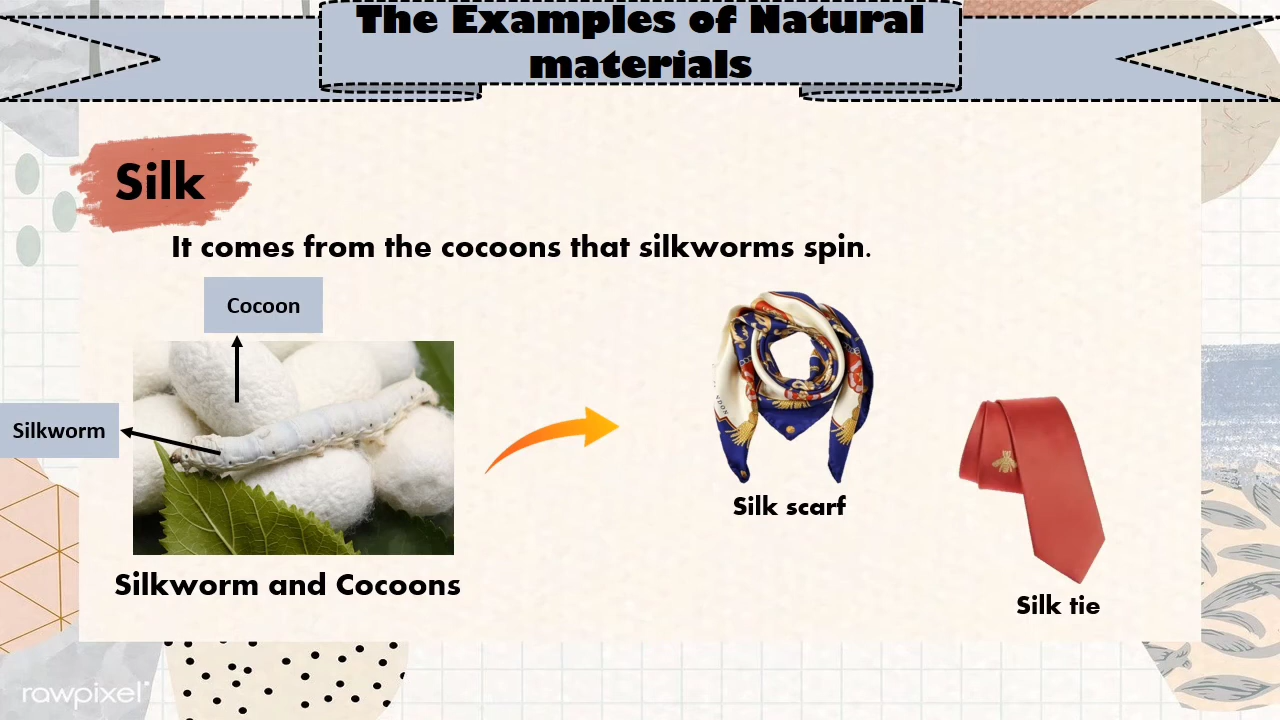 The Examples of Natural
materials
Silk
It comes from the cocoons that silkworms spin.
Cocoon
Silkworm
Silkworm and Cocoons
Silk scarf
Silk tie
rawpixel